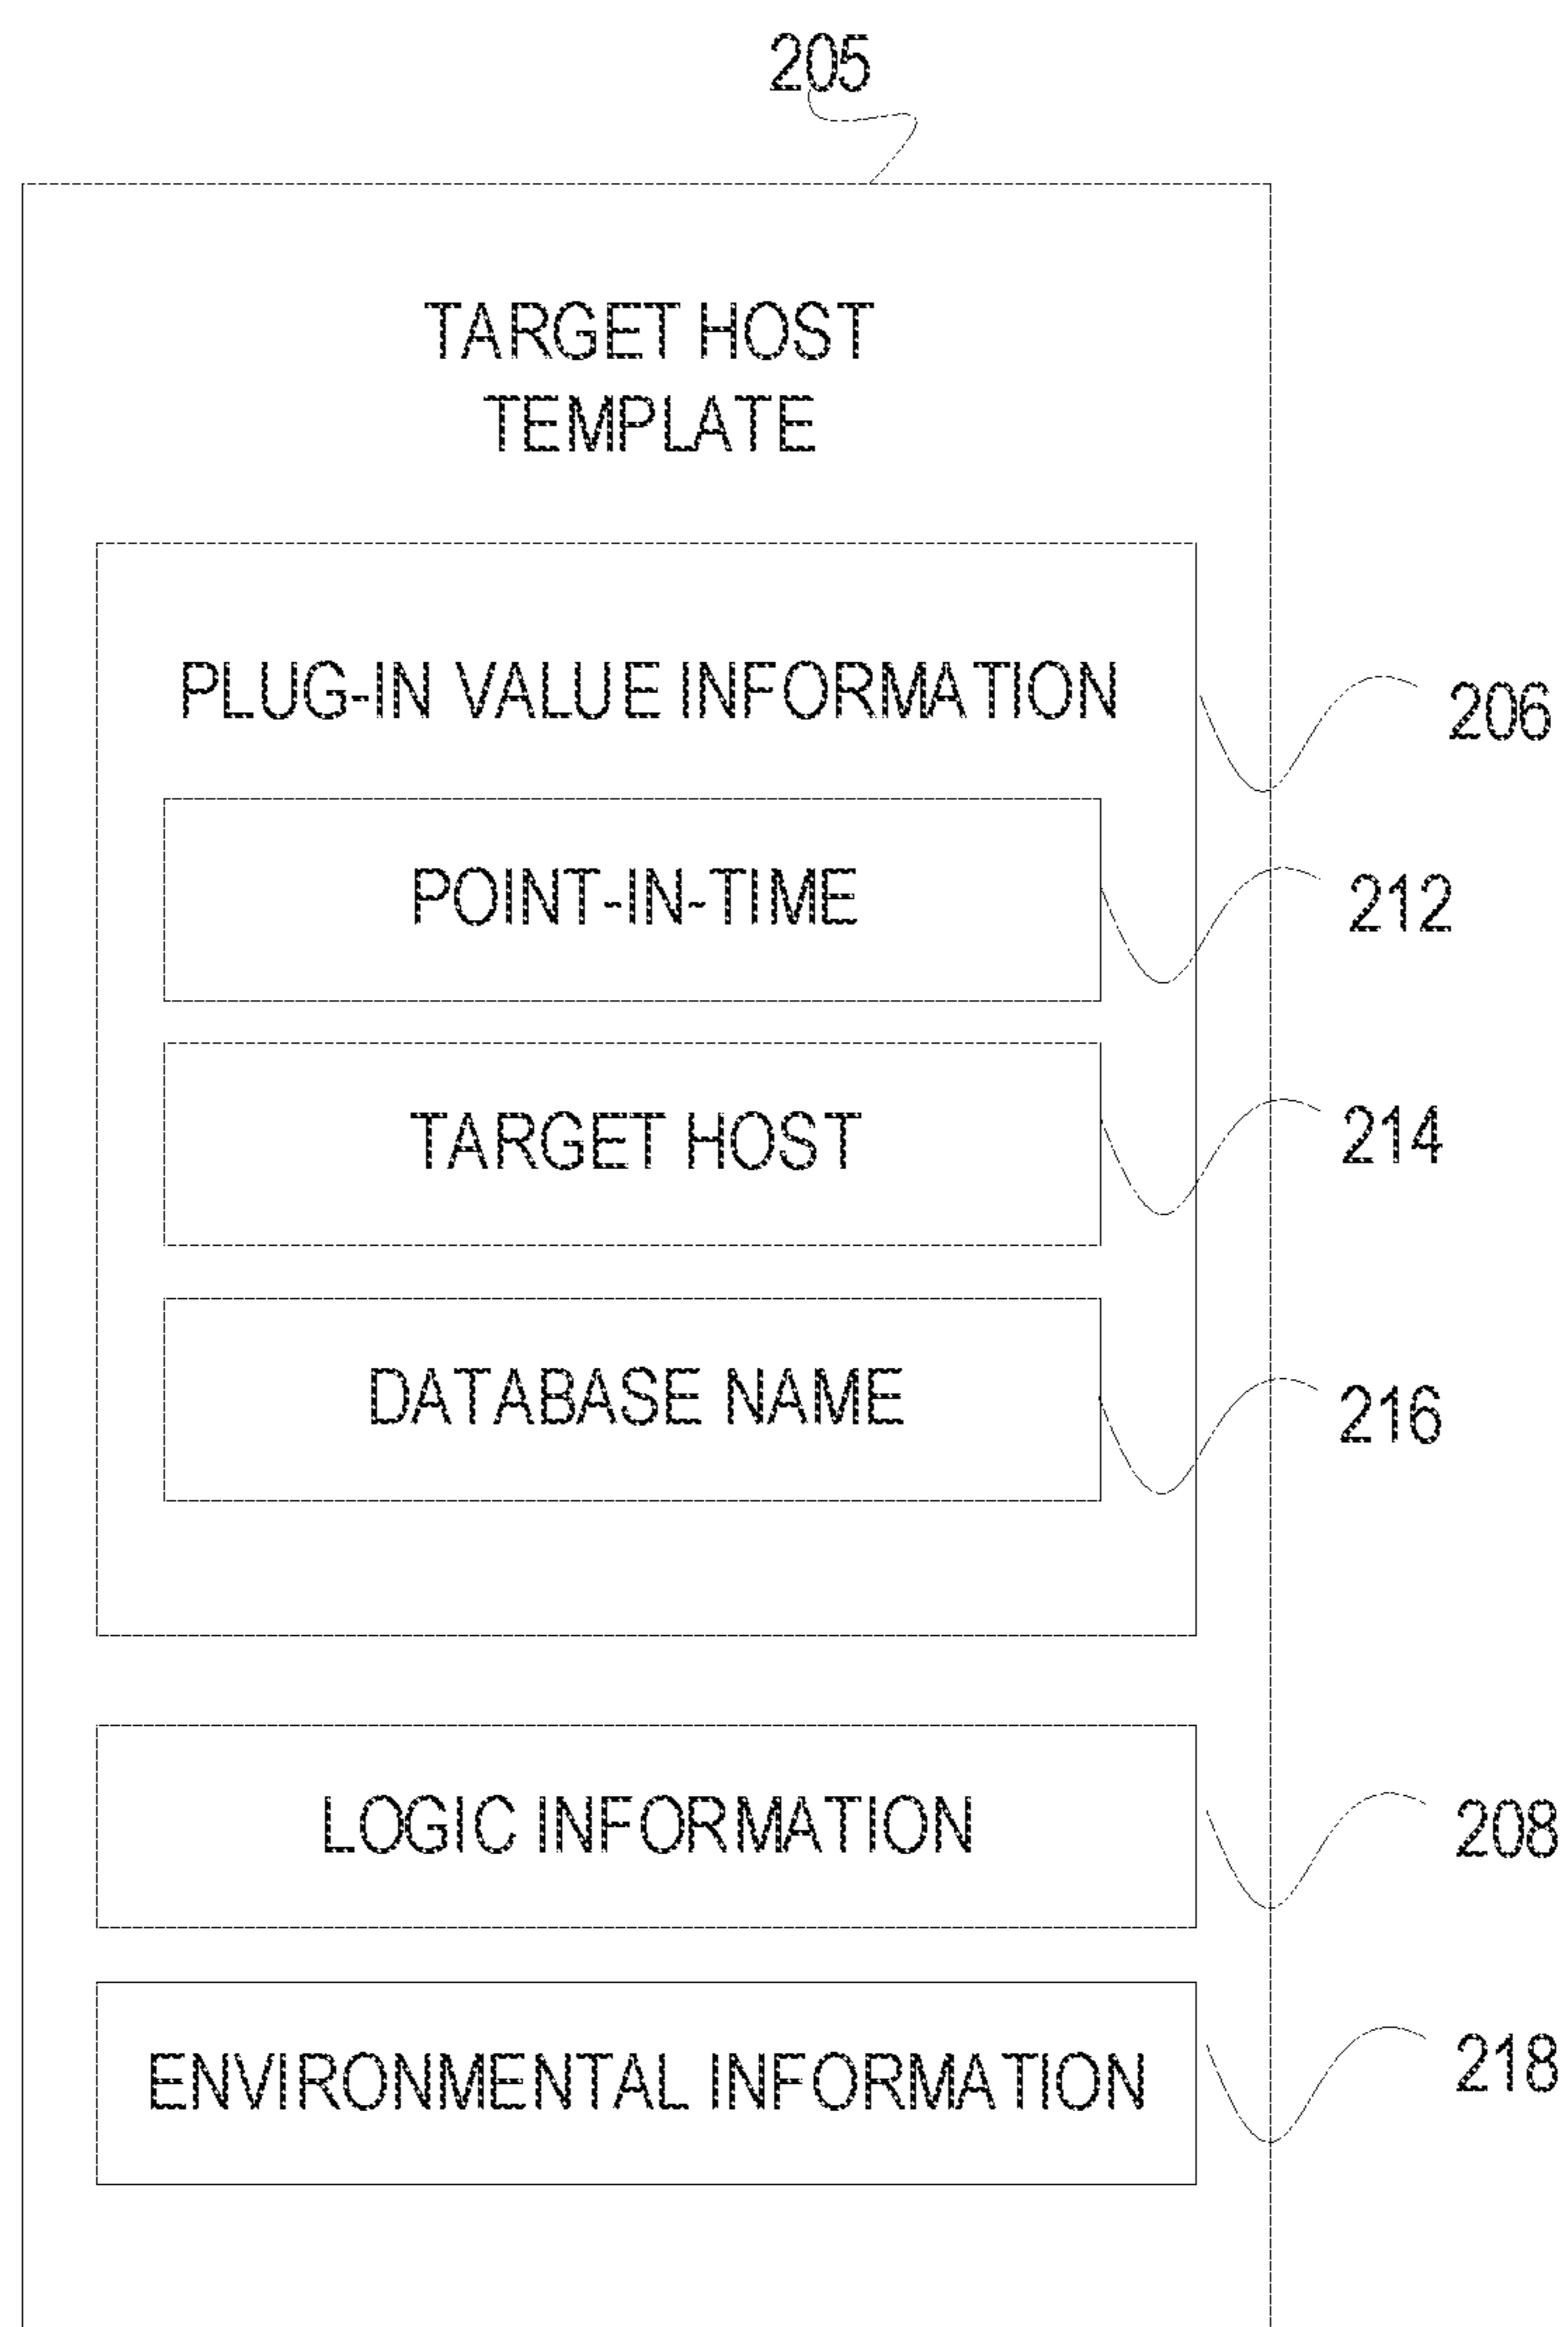 205
TARGET HOST
TEMPLATE
PLUG-IN VALUE INFORMATION
206
POINT-IN-TIME
212
TARGET HOST
214
DATABASE NAME
216
LOGIC INFORMATION
208
ENVIRONMENTAL INFORMATION
218